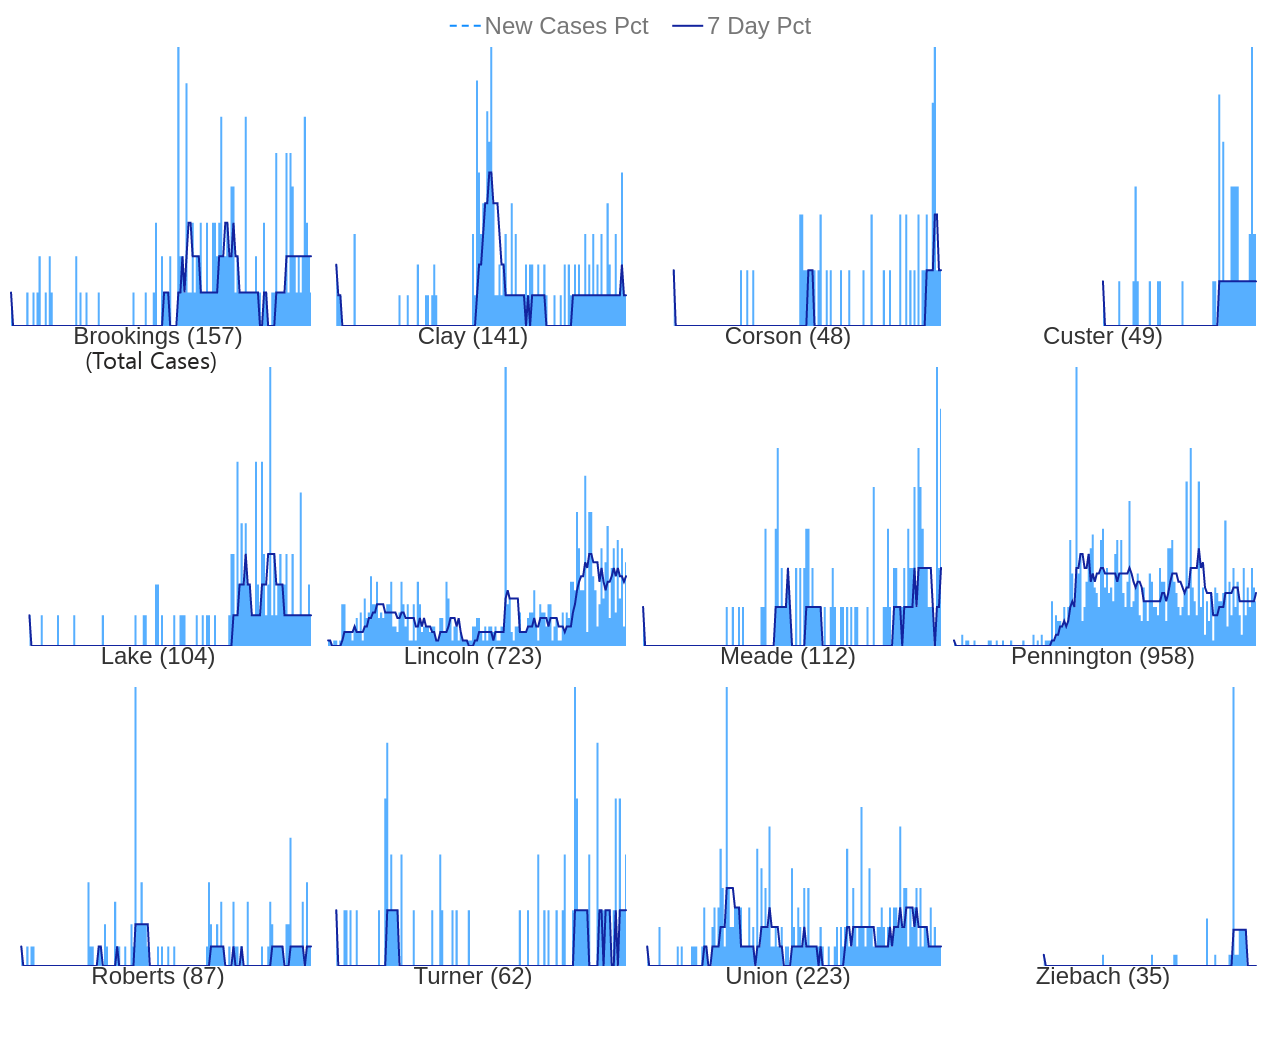 New Cases Pct 7 Day Pct
Brookings (157) Clay (141) Corson (48) Custer (49)
(Total Cases)
Lake (104) Lincoln (723) Meade (112) Pennington (958)
Roberts (87) Turner (62) Union (223) Ziebach (35)